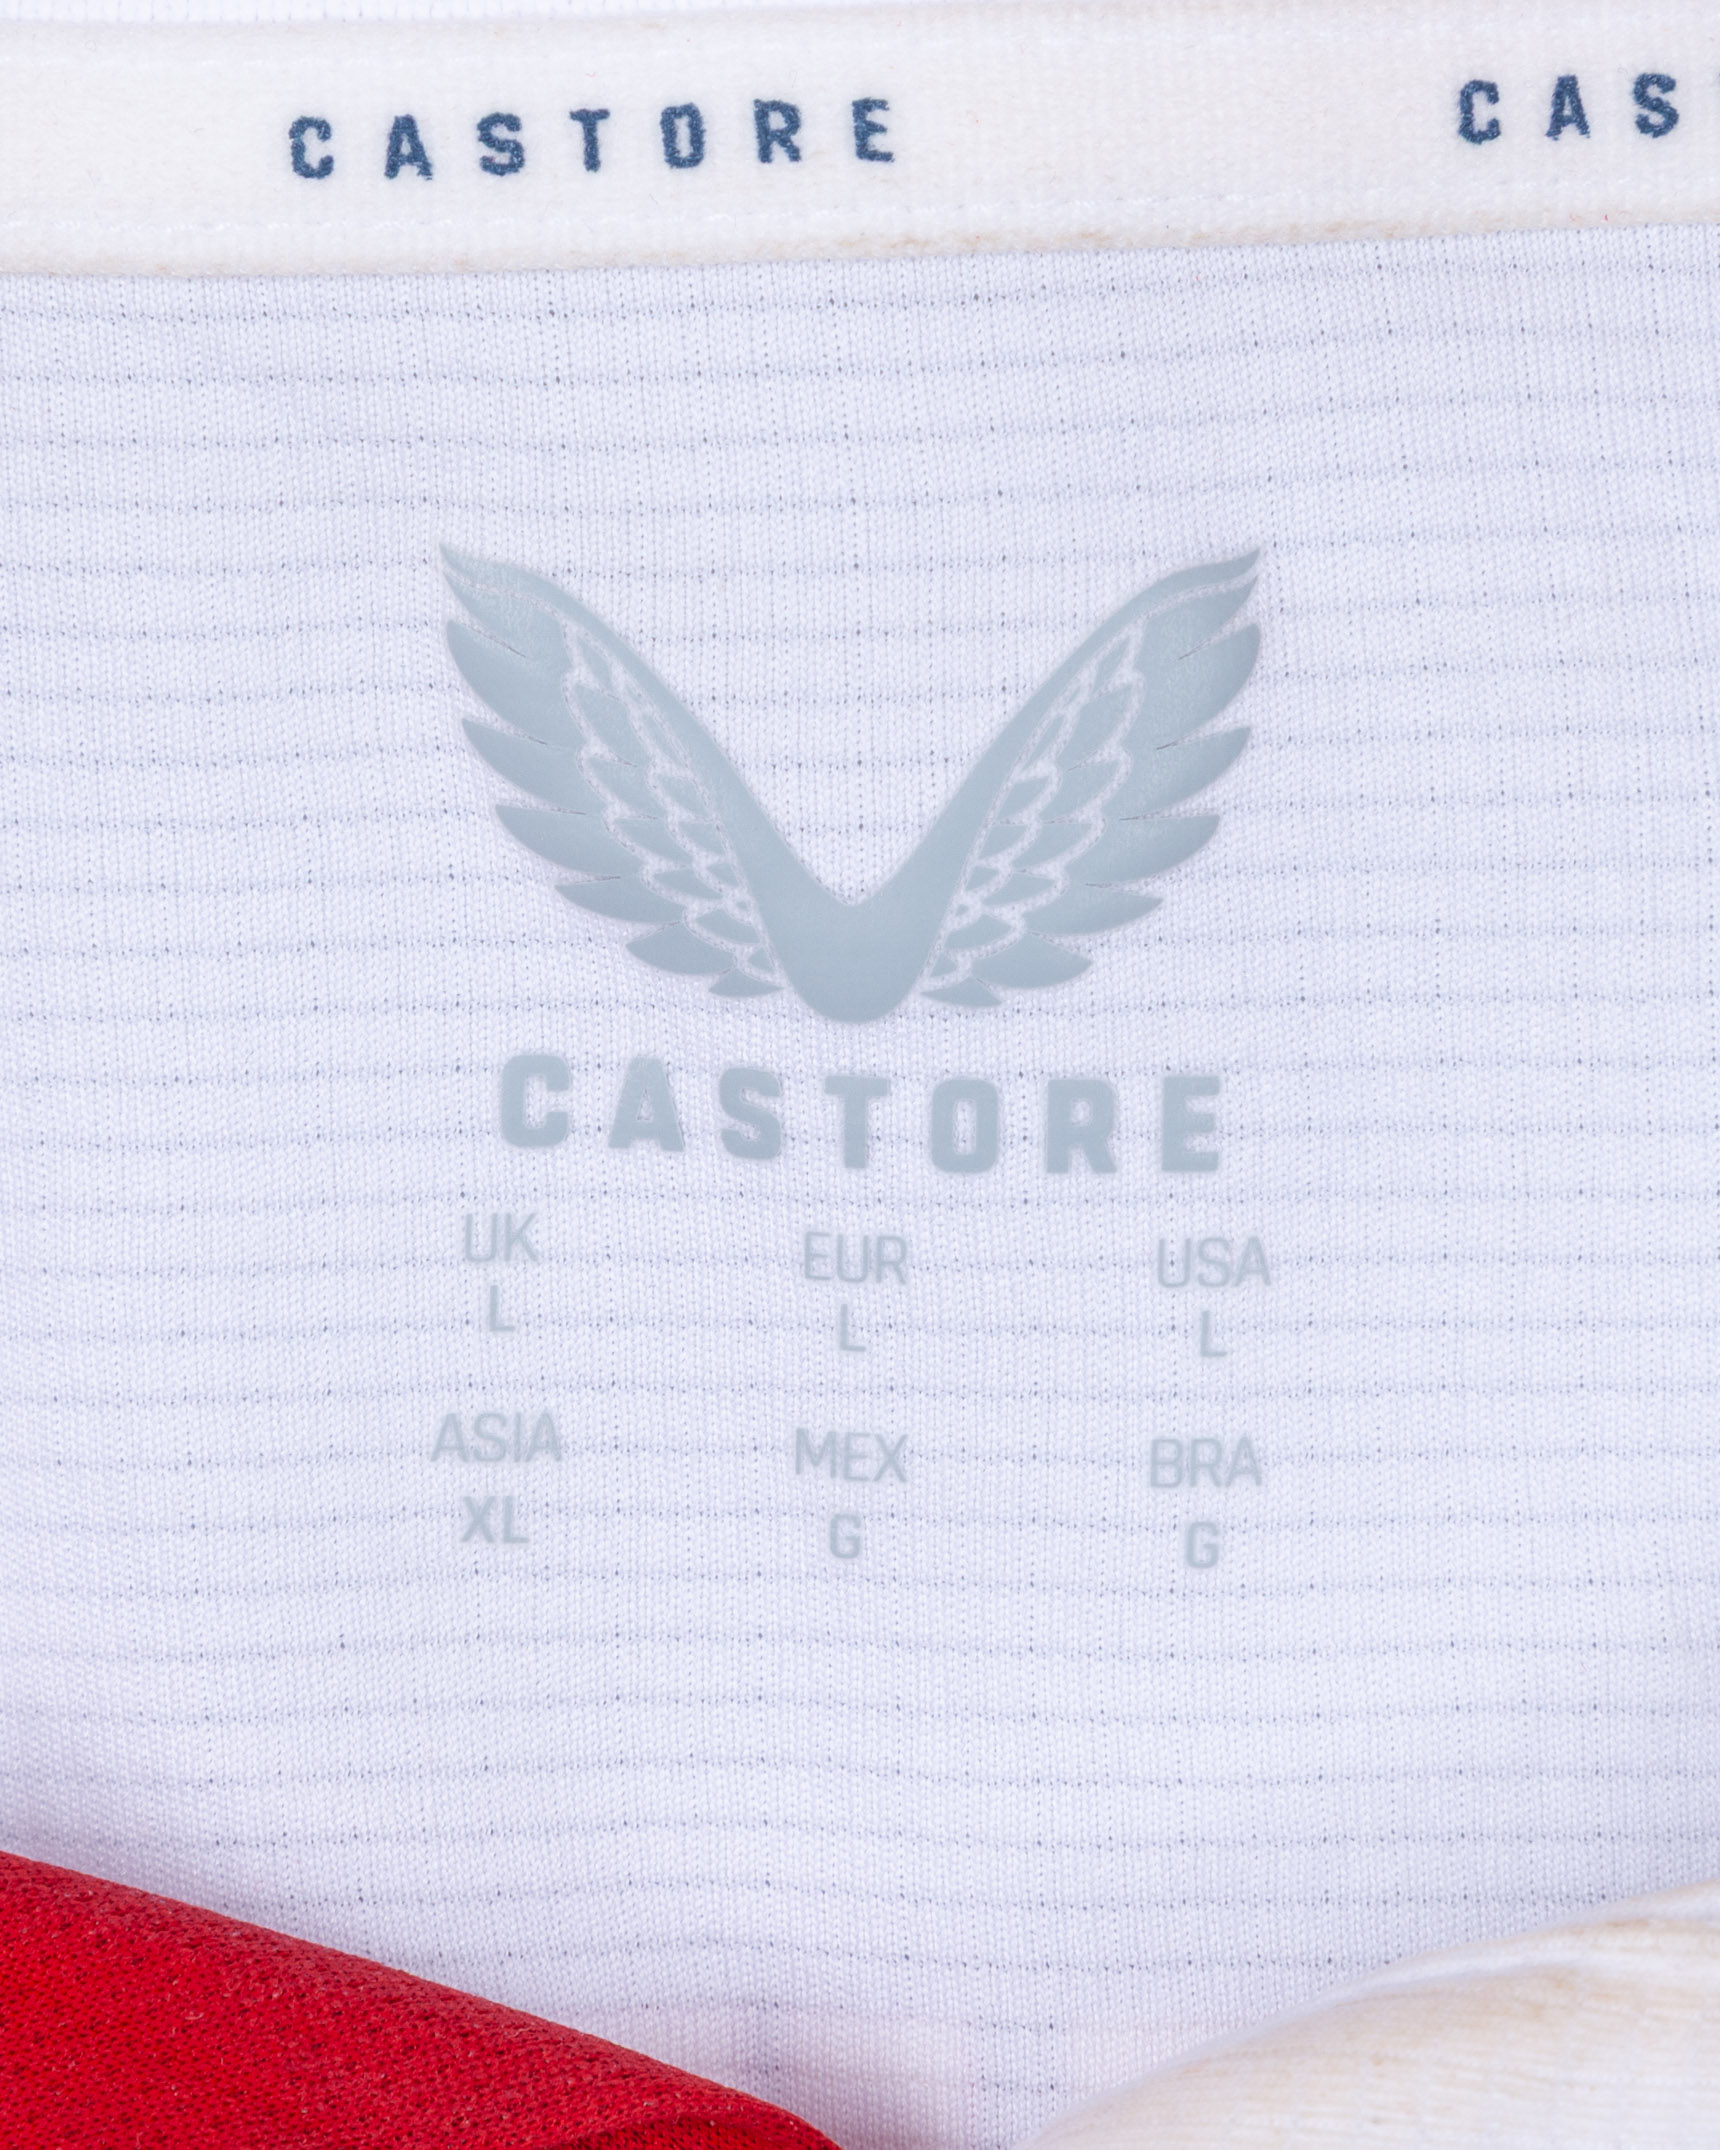 CASTORE CAS
CASTORE
UK EUR USA
L L L
ASIA MEX BRA
XL G G